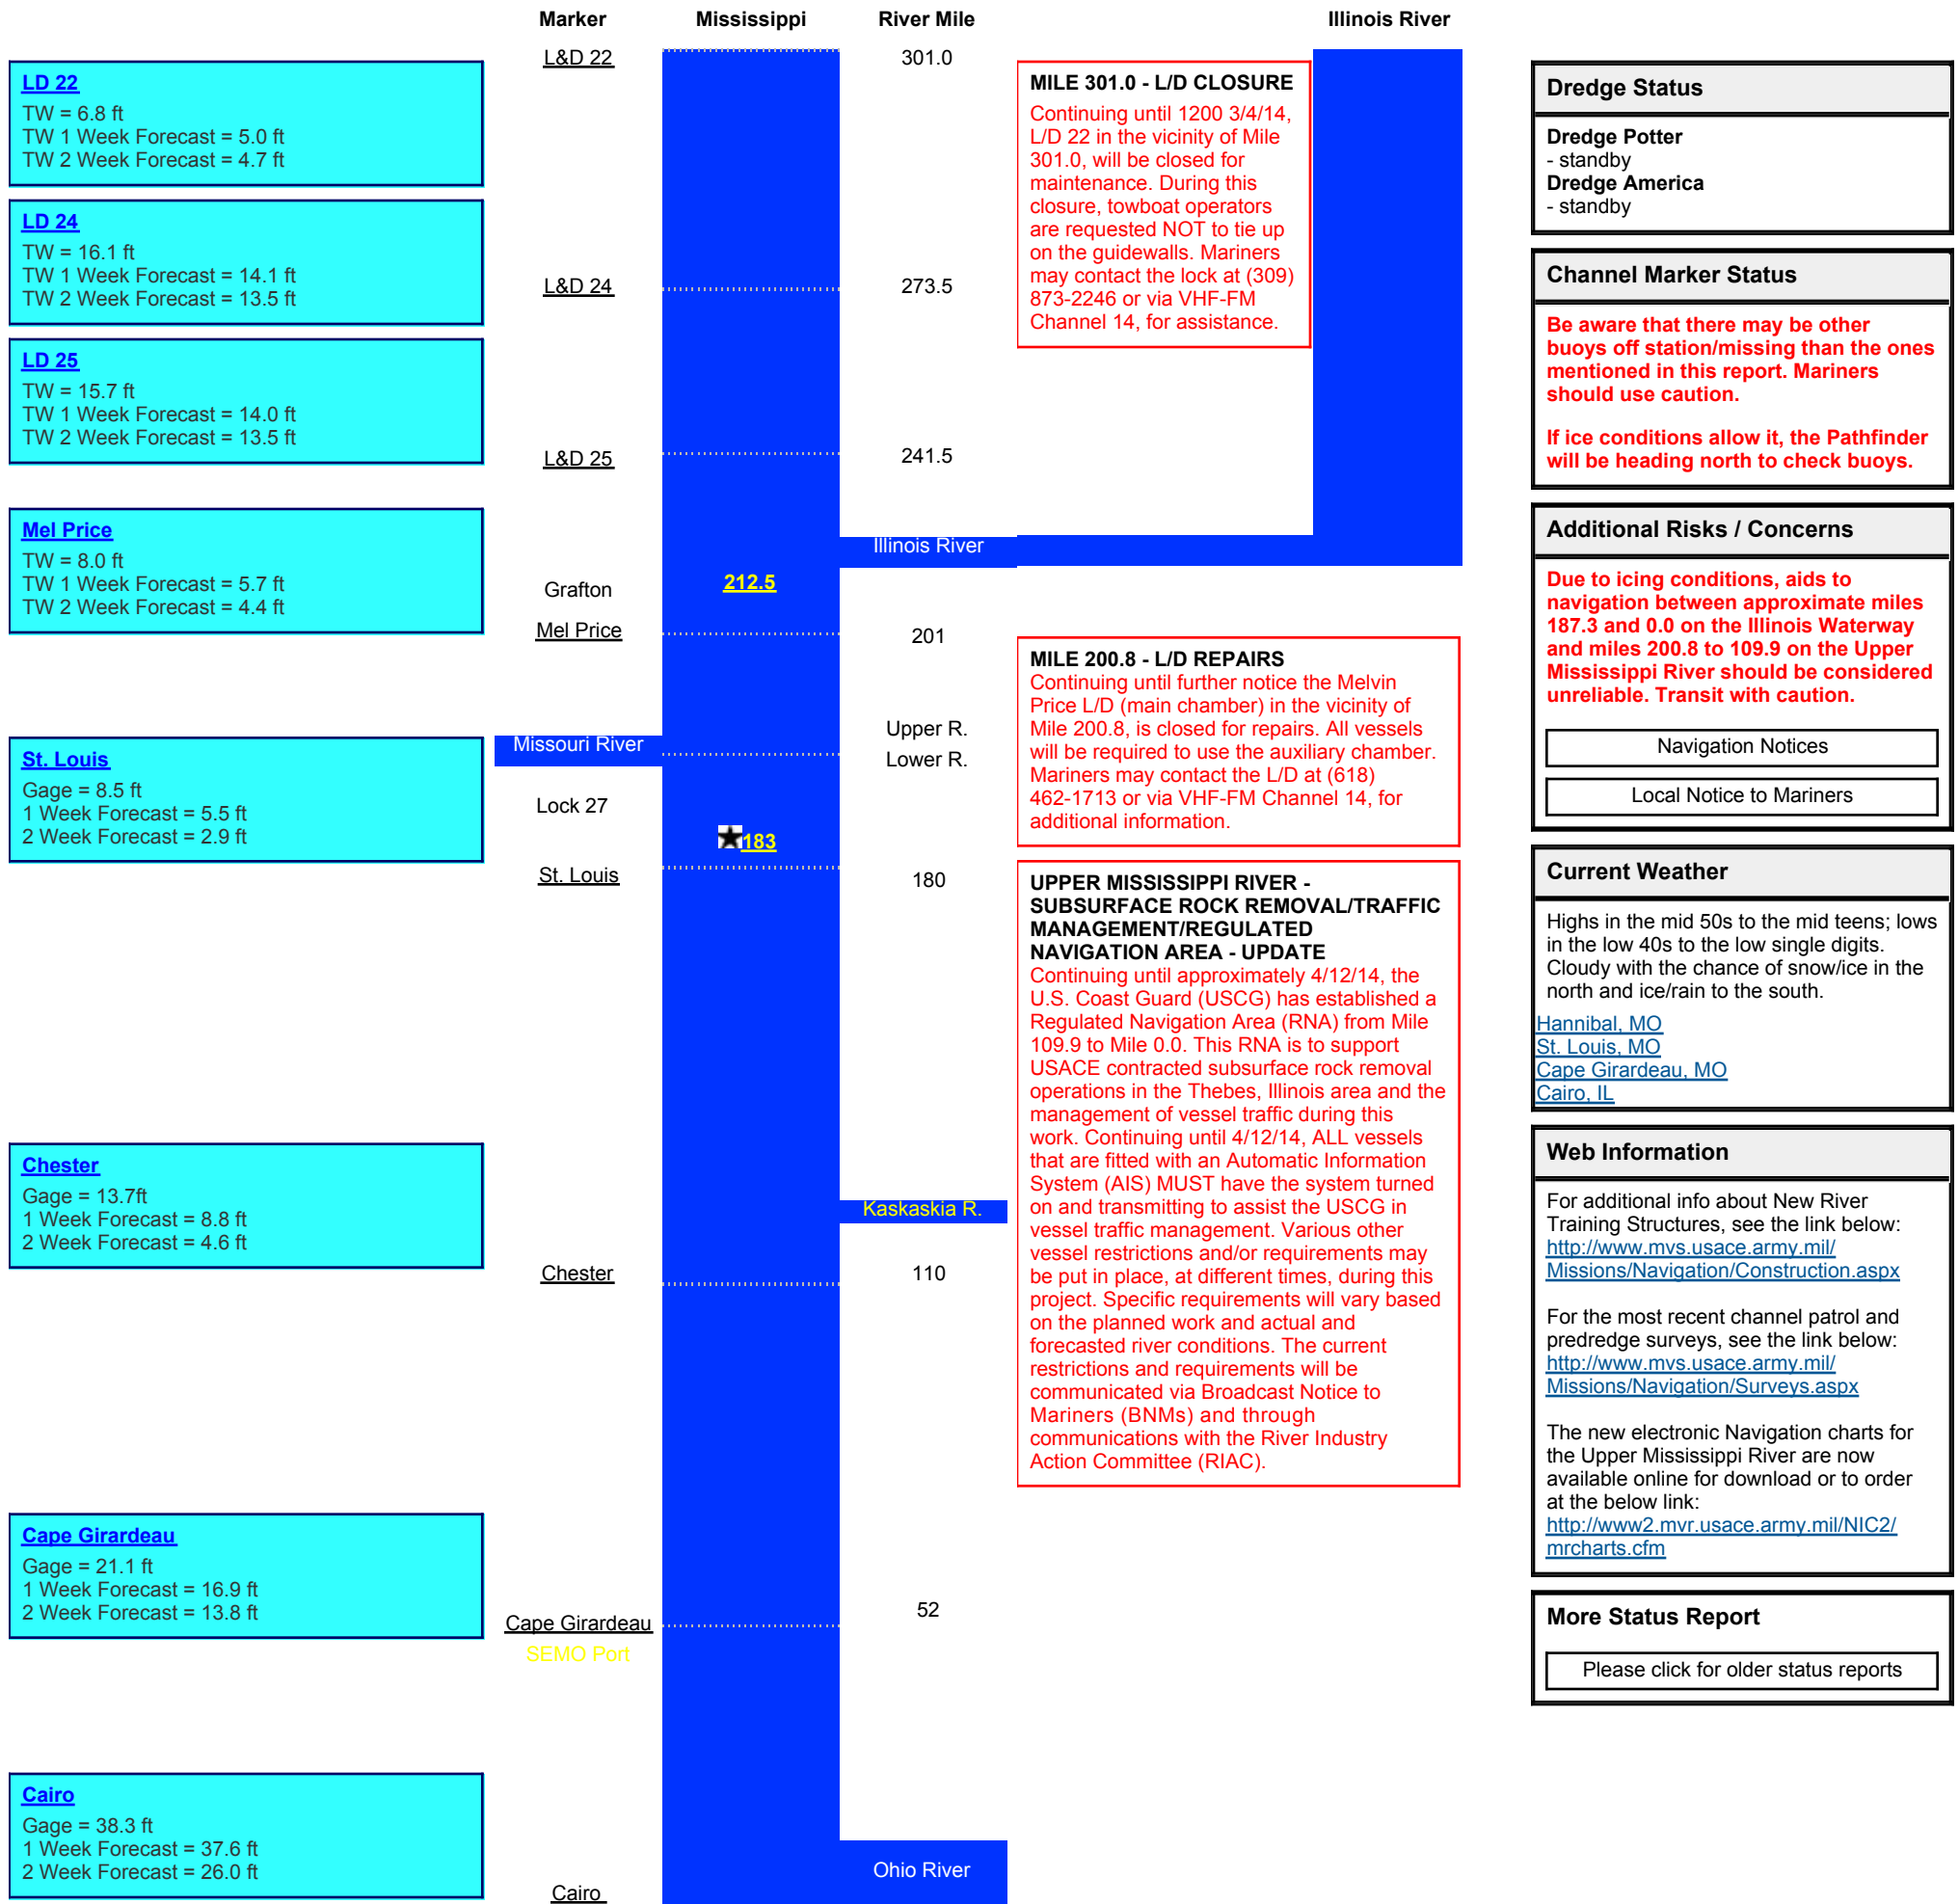 Marker Mississippi River Mile Illinois River
L&D 22 301.0
LD 22
TW = 6.8 ft
TW 1 Week Forecast = 5.0 ft
TW 2 Week Forecast = 4.7 ft
LD 24
TW = 16.1 ft
TW 1 Week Forecast = 14.1 ft
TW 2 Week Forecast = 13.5 ft
L&D 24 273.5
LD 25
TW = 15.7 ft
TW 1 Week Forecast = 14.0 ft
TW 2 Week Forecast = 13.5 ft
L&D 25 241.5
Mel Price
TW = 8.0 ft
TW 1 Week Forecast = 5.7 ft
TW 2 Week Forecast = 4.4 ft
Illinois River
Grafton 212.5
Mel Price 201
Upper R.
Missouri River
Lower R.
St. Louis
Gage = 8.5 ft
1 Week Forecast = 5.5 ft
2 Week Forecast = 2.9 ft
Lock 27
183
St. Louis 180
Chester
Gage = 13.7ft
1 Week Forecast = 8.8 ft
2 Week Forecast = 4.6 ft
Kaskaskia R.
Chester 110
Cape Girardeau
Gage = 21.1 ft
1 Week Forecast = 16.9 ft
2 Week Forecast = 13.8 ft
52
Cape Girardeau
SEMO Port
Cairo
Gage = 38.3 ft
1 Week Forecast = 37.6 ft
2 Week Forecast = 26.0 ft
Ohio River
Cairo
MILE 301.0 - L/D CLOSURE
Continuing until 1200 3/4/14,
L/D 22 in the vicinity of Mile
301.0, will be closed for
maintenance. During this
closure, towboat operators
are requested NOT to tie up
on the guidewalls. Mariners
may contact the lock at (309)
873-2246 or via VHF-FM
Channel 14, for assistance.
MILE 200.8 - L/D REPAIRS
Continuing until further notice the Melvin
Price L/D (main chamber) in the vicinity of
Mile 200.8, is closed for repairs. All vessels
will be required to use the auxiliary chamber.
Mariners may contact the L/D at (618)
462-1713 or via VHF-FM Channel 14, for
additional information.
UPPER MISSISSIPPI RIVER -
SUBSURFACE ROCK REMOVAL/TRAFFIC
MANAGEMENT/REGULATED
NAVIGATION AREA - UPDATE
Continuing until approximately 4/12/14, the
U.S. Coast Guard (USCG) has established a
Regulated Navigation Area (RNA) from Mile
109.9 to Mile 0.0. This RNA is to support
USACE contracted subsurface rock removal
operations in the Thebes, Illinois area and the
management of vessel traffic during this
work. Continuing until 4/12/14, ALL vessels
that are fitted with an Automatic Information
System (AIS) MUST have the system turned
on and transmitting to assist the USCG in
vessel traffic management. Various other
vessel restrictions and/or requirements may
be put in place, at different times, during this
project. Specific requirements will vary based
on the planned work and actual and
forecasted river conditions. The current
restrictions and requirements will be
communicated via Broadcast Notice to
Mariners (BNMs) and through
communications with the River Industry
Action Committee (RIAC).
Dredge Status
Dredge Potter
- standby
Dredge America
- standby
Channel Marker Status
Be aware that there may be other
buoys off station/missing than the ones
mentioned in this report. Mariners
should use caution.
If ice conditions allow it, the Pathfinder
will be heading north to check buoys.
Additional Risks / Concerns
Due to icing conditions, aids to
navigation between approximate miles
187.3 and 0.0 on the Illinois Waterway
and miles 200.8 to 109.9 on the Upper
Mississippi River should be considered
unreliable. Transit with caution.
Navigation Notices
Local Notice to Mariners
Current Weather
Highs in the mid 50s to the mid teens; lows
in the low 40s to the low single digits.
Cloudy with the chance of snow/ice in the
north and ice/rain to the south.
Hannibal, MO
St. Louis, MO
Cape Girardeau, MO
Cairo, IL
Web Information
For additional info about New River
Training Structures, see the link below:
http://www.mvs.usace.army.mil/
Missions/Navigation/Construction.aspx
For the most recent channel patrol and
predredge surveys, see the link below:
http://www.mvs.usace.army.mil/
Missions/Navigation/Surveys.aspx
The new electronic Navigation charts for
the Upper Mississippi River are now
available online for download or to order
at the below link:
http://www2.mvr.usace.army.mil/NIC2/
mrcharts.cfm
More Status Report
Please click for older status reports